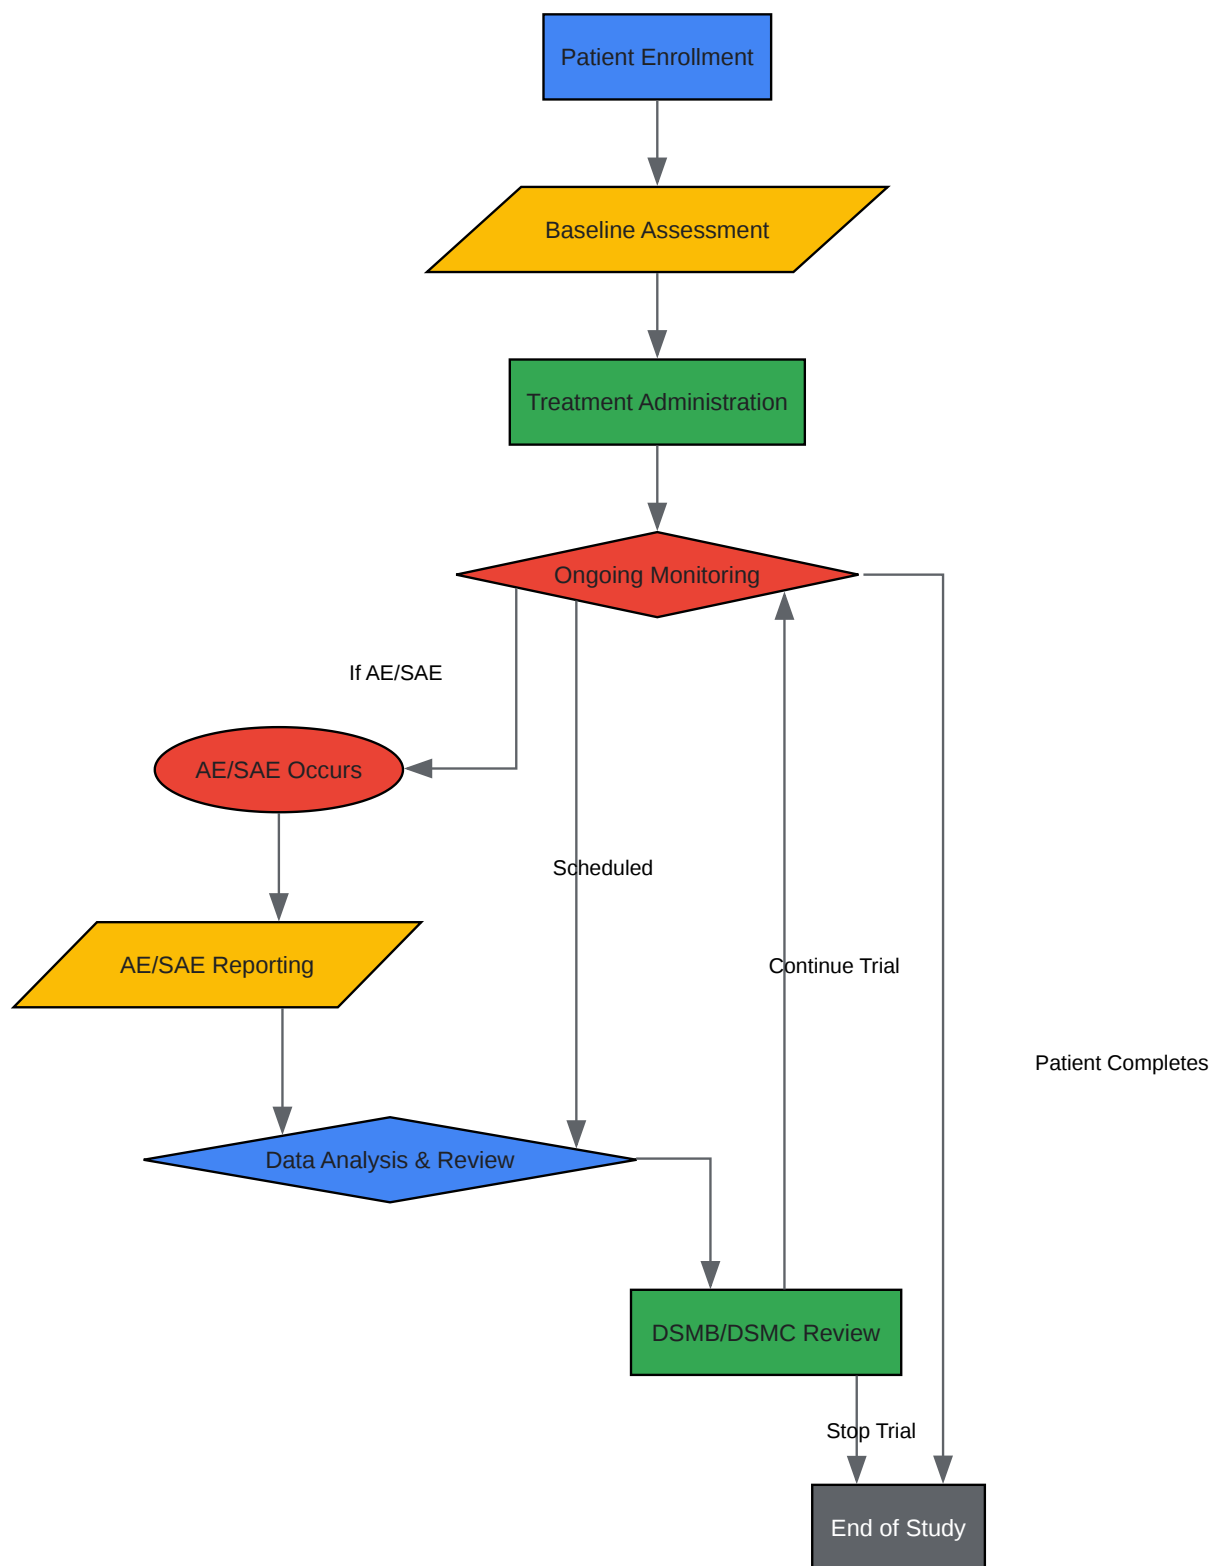 Patient Enrollment
Baseline Assessment
Treatment Administration
Ongoing Monitoring
If AE/SAE
AE/SAE Occurs
Scheduled
AE/SAE Reporting
Continue Trial
Patient Completes
Data Analysis & Review
DSMB/DSMC Review
Stop Trial
End of Study